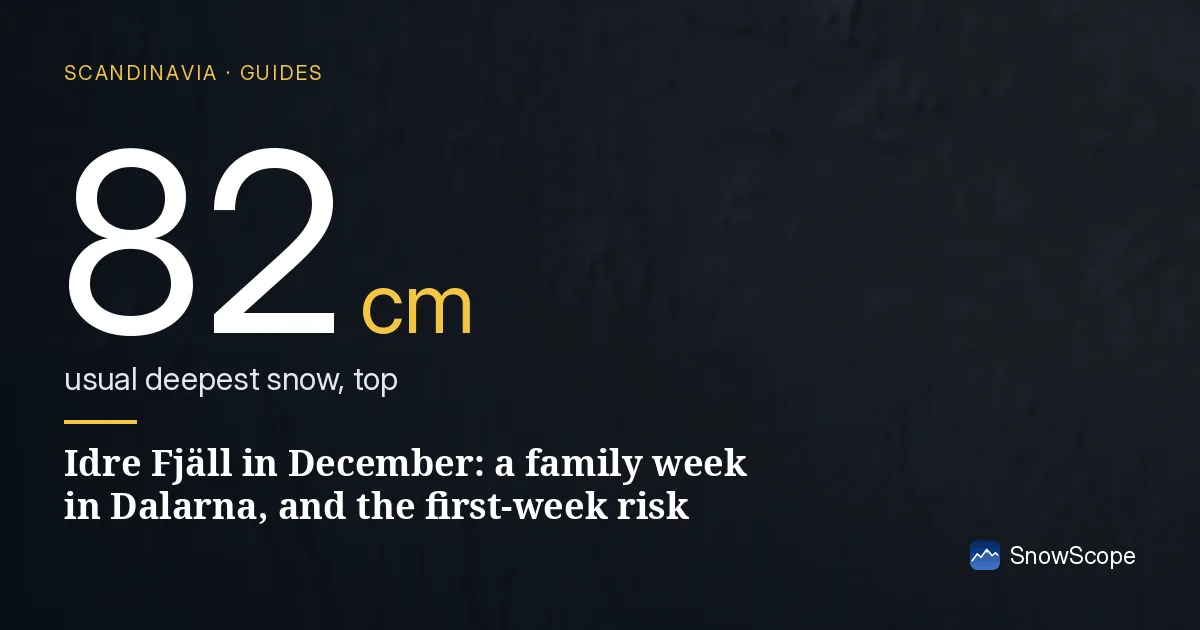 SCANDINAVIA · GUIDES
82 cm
usual deepest snow, top
Idre Fjäll in December: a family week
in Dalarna, and the first-week risk
SnowScope